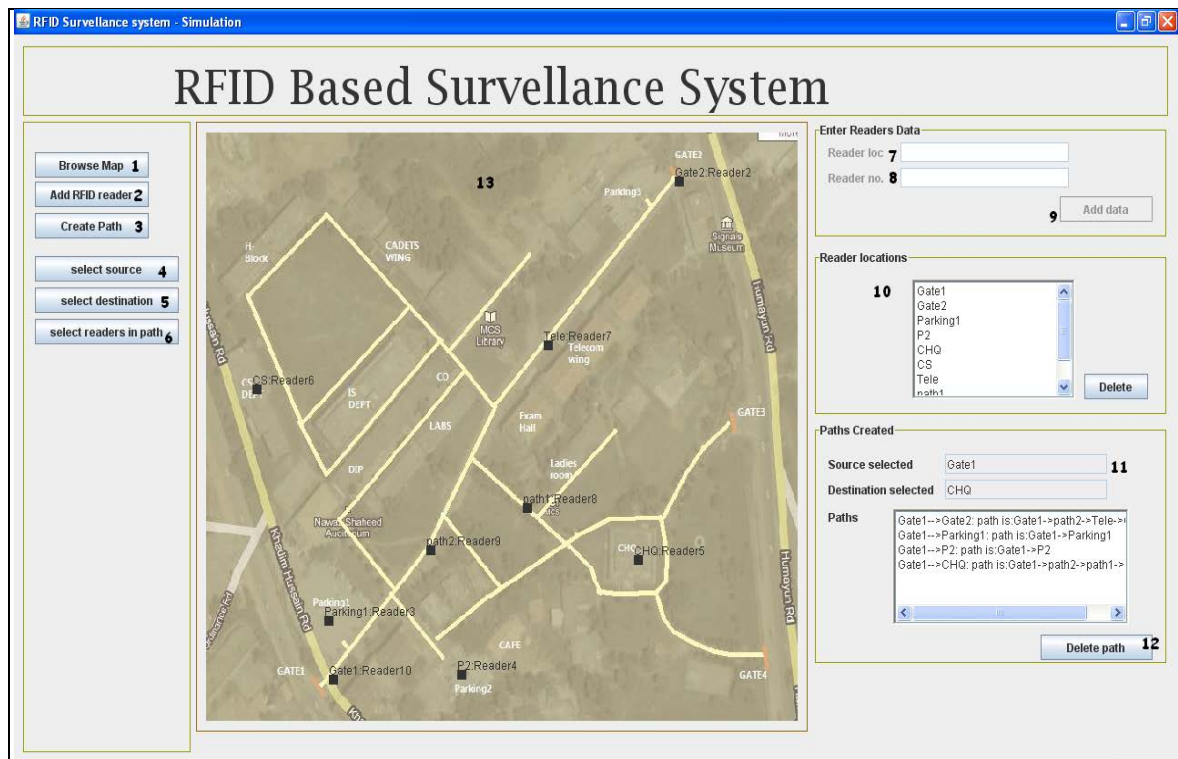 RFID Survellance system - Simulation
RFID Based Survellance System
Browse Map 1
Add RFID reader 2
Create Path 3
select source 4
select destination 5
select readers in path 6
13
GATE2
Gate2:Reader2
Parking3
Signals
Museum
H-
Block
CADETS
WING
Humayun Rd
MCS
Library
Tele:Reader7
Telecom
wing
CS:Reader6
IS
DEPT
CO
LABS
Exam
Hall
GATE3
DIP
Ladies
room
path1:Reader8
MCS
Nawaz Shaheed
Auditorium
path2:Reader9
CHQ
CHQ:Reader5
Khadim Hussain Rd
Humayun Rd
Parking1
Parking1:Reader3
CAFE
GATE1
Gate1:Reader10
P2:Reader4
Parking2
GATE4
Enter Readers Data
Reader loc 7
Reader no. 8
9 Add data
Reader locations
10
Gate1
Gate2
Parking1
P2
CHQ
CS
Tele
path1
Delete
Paths Created
Source selected Gate1 11
Destination selected CHQ
Paths
Gate1-->Gate2: path is:Gate1->path2->Tele->
Gate1-->Parking1: path is:Gate1->Parking1
Gate1-->P2: path is:Gate1->P2
Gate1-->CHQ: path is:Gate1->path2->path1->
Delete path 12